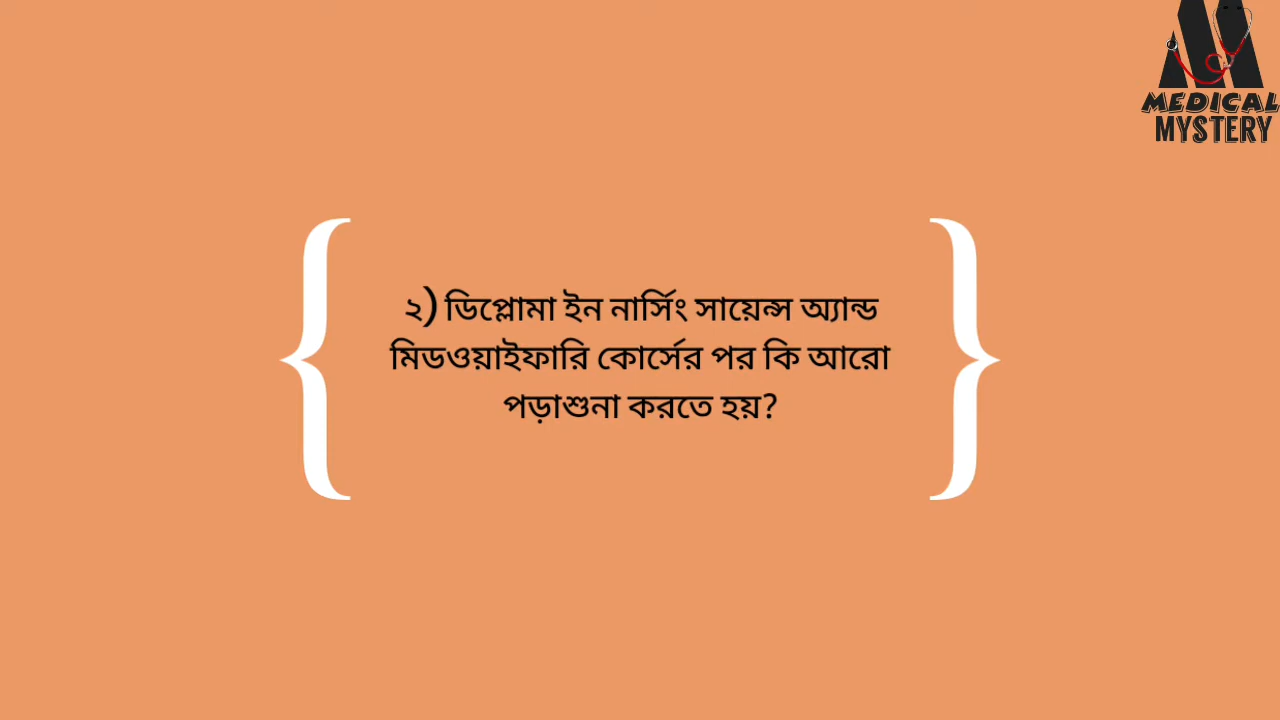 MEDICAL
MYSTERY
২) ডিপ্লোমা ইন নার্সিং সায়েন্স অ্যান্ড
মিডওয়াইফারি কোর্সের পর কি আরো
পড়াশুনা করতে হয়?